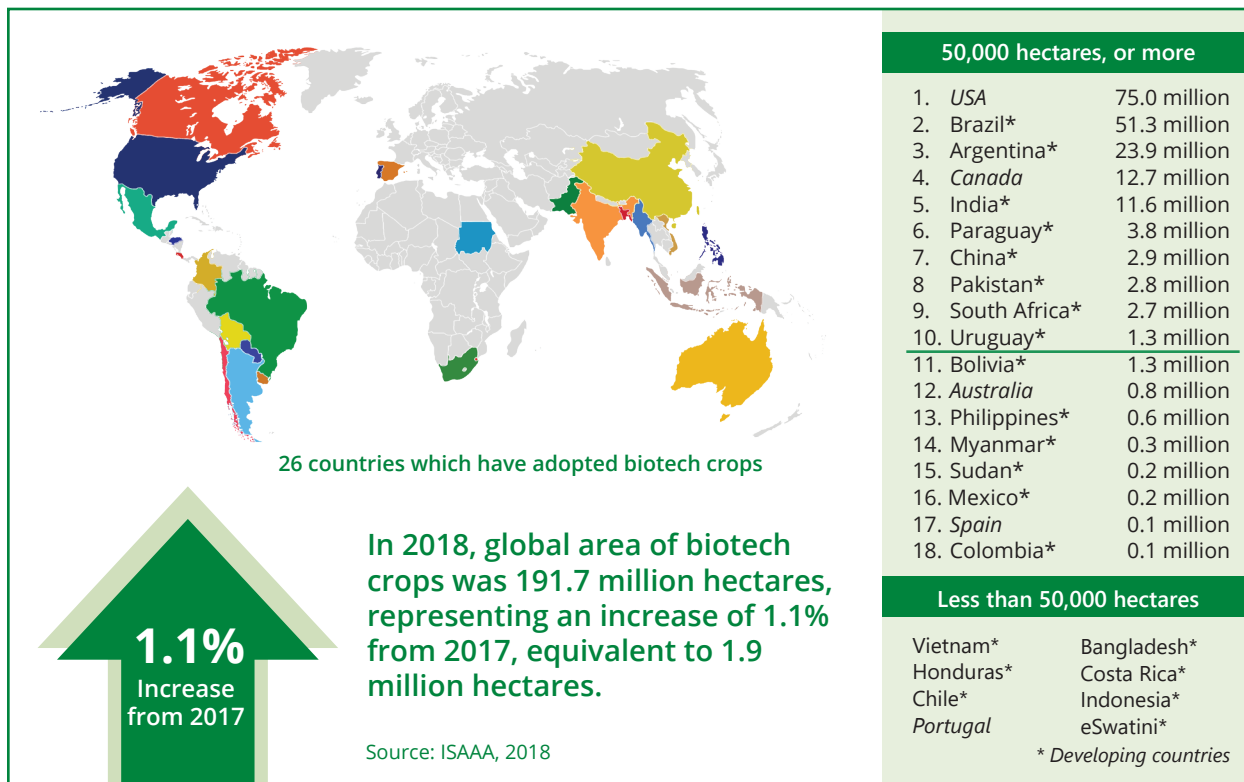 26 countries which have adopted biotech crops
1.1%
Increase
from 2017
In 2018, global area of biotech
crops was 191.7 million hectares,
representing an increase of 1.1%
from 2017, equivalent to 1.9
million hectares.
Source: ISAAA, 2018
50,000 hectares, or more
1. USA 75.0 million
2. Brazil* 51.3 million
3. Argentina* 23.9 million
4. Canada 12.7 million
5. India* 11.6 million
6. Paraguay* 3.8 million
7. China* 2.9 million
8 Pakistan* 2.8 million
9. South Africa* 2.7 million
10. Uruguay* 1.3 million
11. Bolivia* 1.3 million
12. Australia 0.8 million
13. Philippines* 0.6 million
14. Myanmar* 0.3 million
15. Sudan* 0.2 million
16. Mexico* 0.2 million
17. Spain 0.1 million
18. Colombia* 0.1 million
Less than 50,000 hectares
Vietnam* Bangladesh*
Honduras* Costa Rica*
Chile* Indonesia*
Portugal eSwatini*
* Developing countries